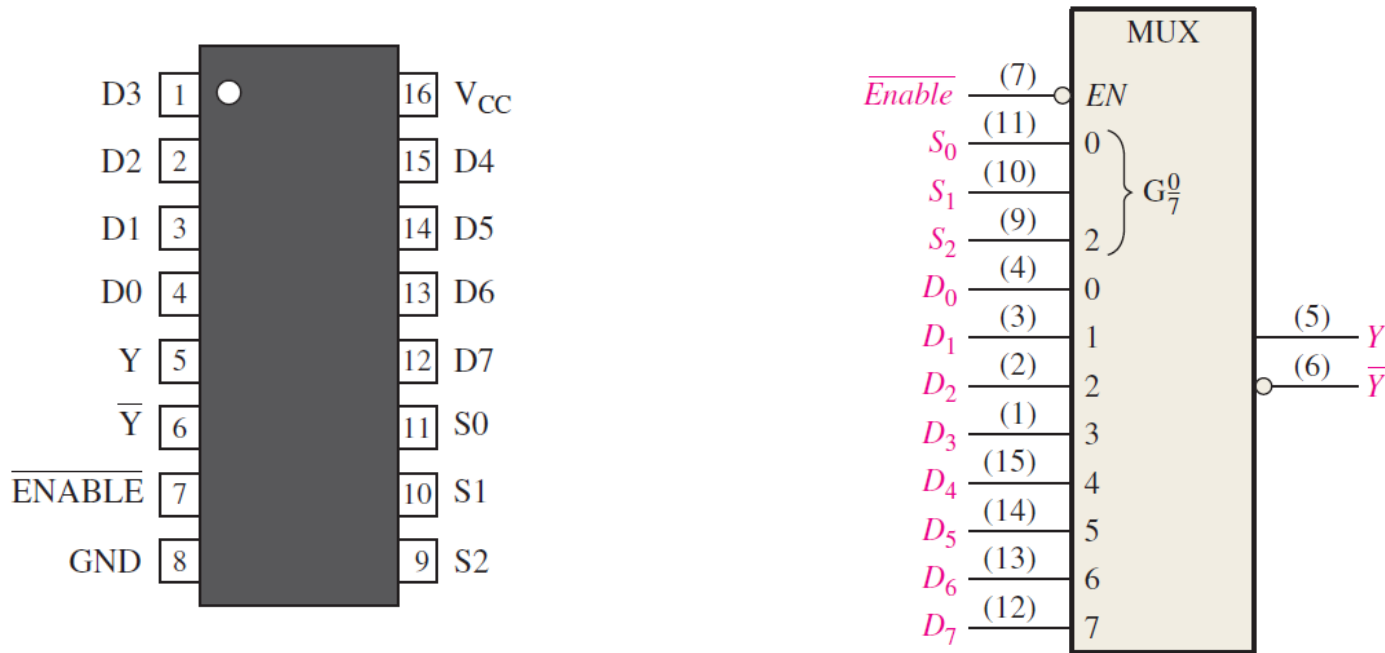 D3 1 16 V_CC
D2 2 15 D4
D1 3 14 D5
D0 4 13 D6
Y 5 12 D7
Y̅ 6 11 S0
E̅N̅A̅B̅L̅E̅ 7 10 S1
GND 8 9 S2
MUX
E̅n̅a̅b̅l̅e̅ (7) EN
S₀ (11) 0
S₁ (10) G 0/7
S₂ (9) 2
D₀ (4) 0
D₁ (3) 1 (5) Y
D₂ (2) 2 (6) Y̅
D₃ (1) 3
D₄ (15) 4
D₅ (14) 5
D₆ (13) 6
D₇ (12) 7